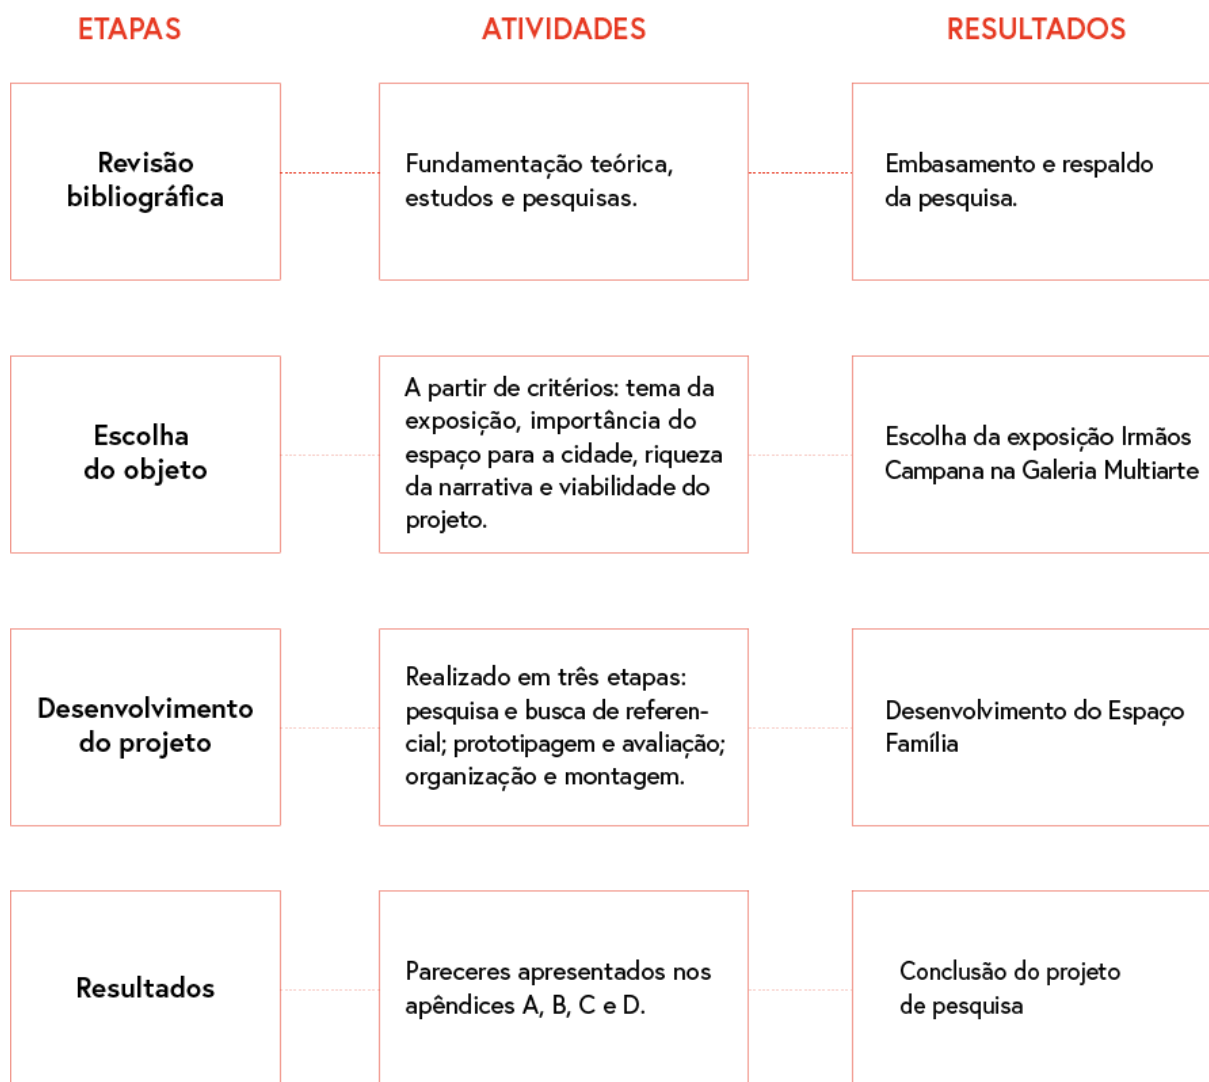 ETAPAS
ATIVIDADES
RESULTADOS
Revisão
bibliográfica
Fundamentação teórica,
estudos e pesquisas.
Embasamento e respaldo
da pesquisa.
Escolha
do objeto
A partir de critérios: tema da
exposição, importância do
espaço para a cidade, riqueza
da narrativa e viabilidade do
projeto.
Escolha da exposição Irmãos
Campana na Galeria Multiarte
Desenvolvimento
do projeto
Realizado em três etapas:
pesquisa e busca de referen-
cial; prototipagem e avaliação;
organização e montagem.
Desenvolvimento do Espaço
Família
Resultados
Pareceres apresentados nos
apêndices A, B, C e D.
Conclusão do projeto
de pesquisa